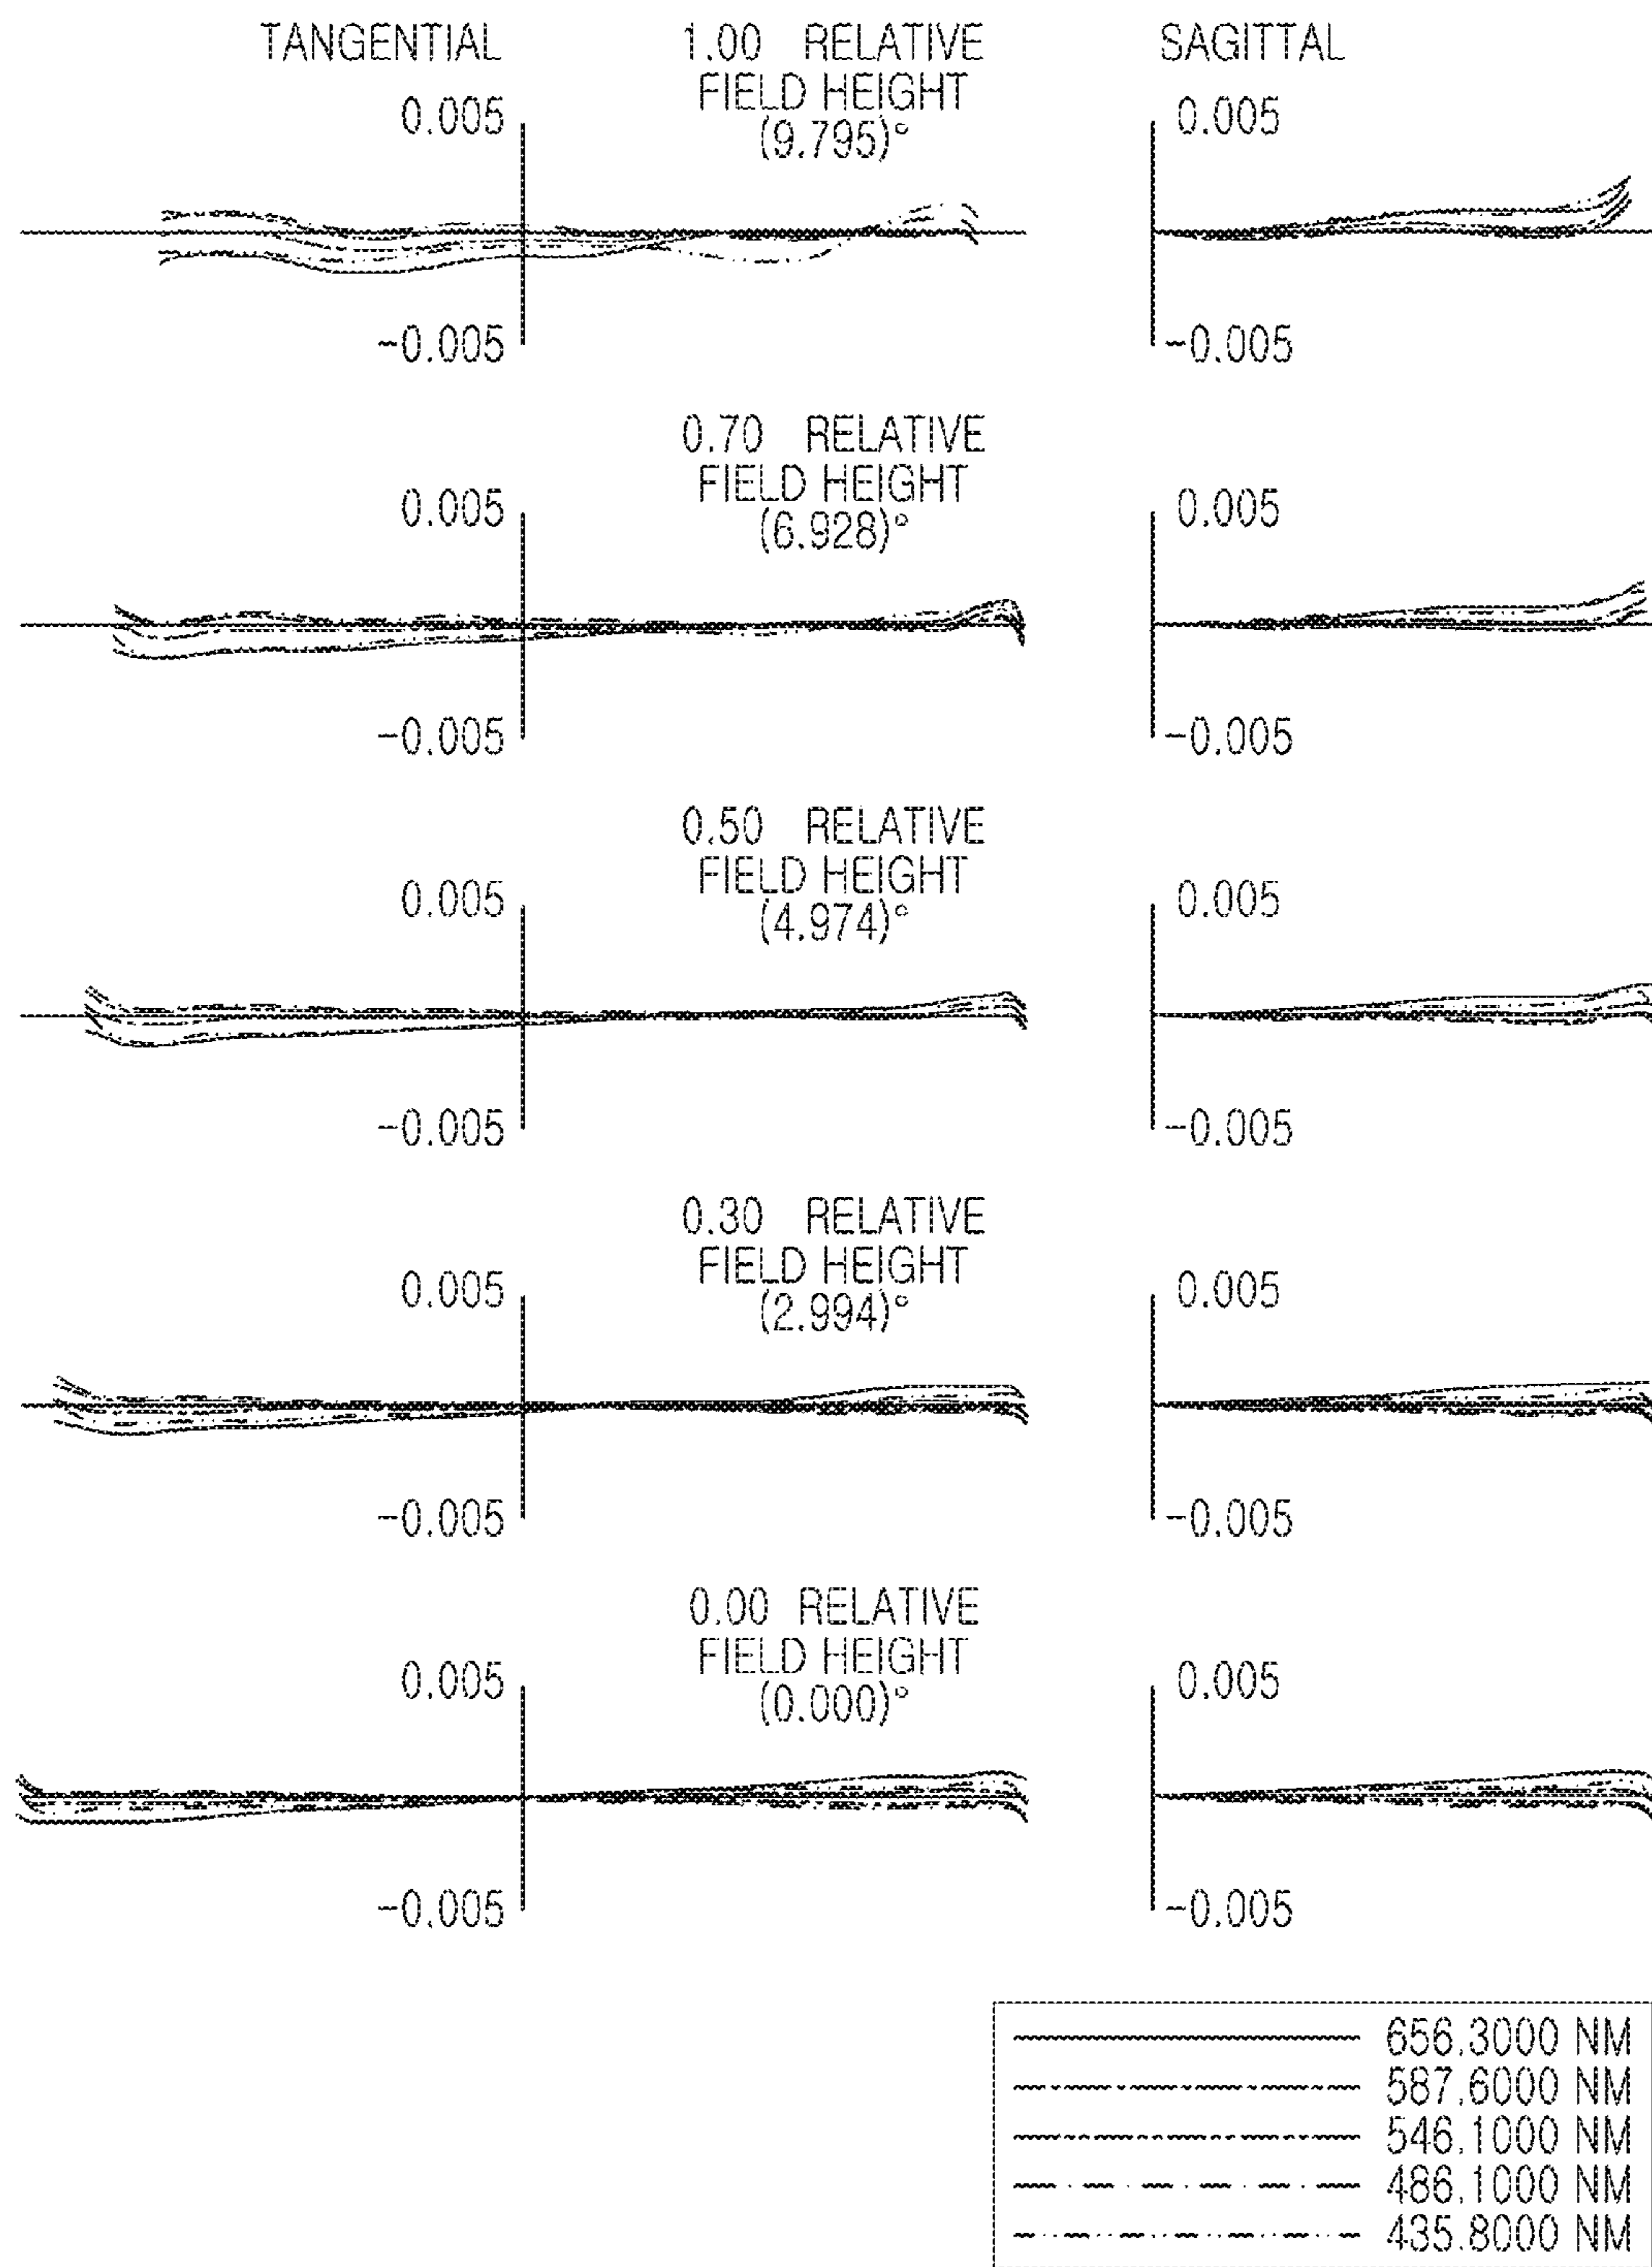 TANGENTIAL 1.00 RELATIVE SAGITTAL
FIELD HEIGHT
0.005 (9.795)° 0.005
-0.005 -0.005
0.70 RELATIVE
FIELD HEIGHT
0.005 (6.928)° 0.005
-0.005 -0.005
0.50 RELATIVE
FIELD HEIGHT
0.005 (4.974)° 0.005
-0.005 -0.005
0.30 RELATIVE
FIELD HEIGHT
0.005 (2.994)° 0.005
-0.005 -0.005
0.00 RELATIVE
FIELD HEIGHT
0.005 (0.000)° 0.005
-0.005 -0.005
656.3000 NM
587.6000 NM
546.1000 NM
486.1000 NM
435.8000 NM